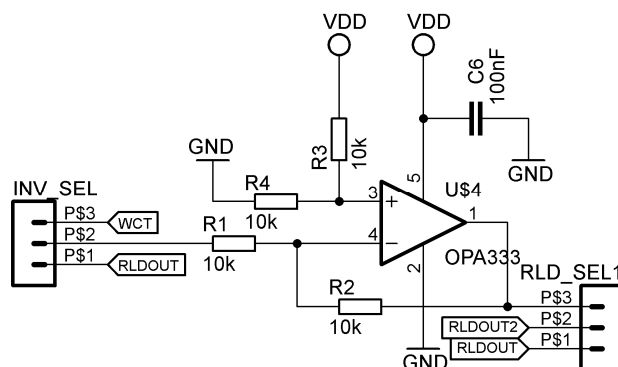 VDD
VDD
C6
100nF
GND
R3
10k
GND
INV_SEL
R4
10k
3
5
U$4
P$3
WCT
R1
10k
P$2
4
1
P$1
RLDOUT
2
OPA333
R2
10k
RLD_SEL1
P$3
RLDOUT2
P$2
RLDOUT
P$1
GND